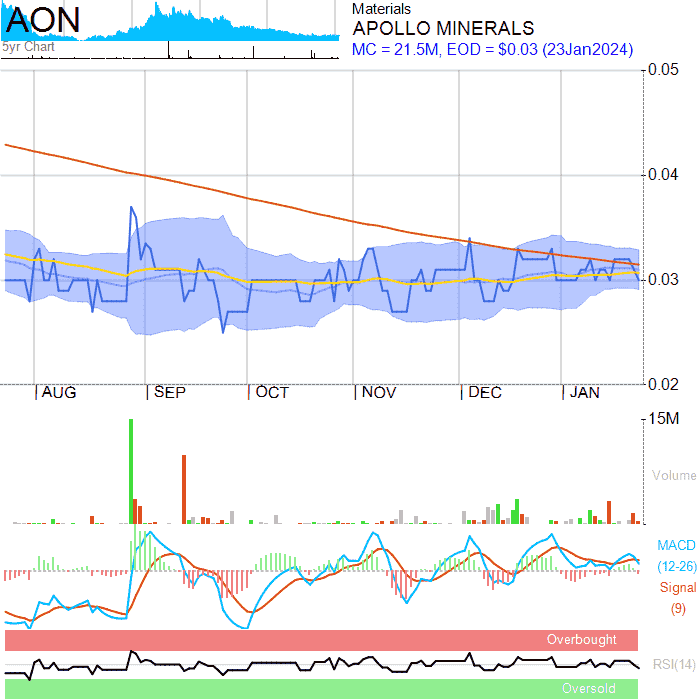 AON
5yr Chart
Materials
APOLLO MINERALS
MC = 21.5M, EOD = $0.03 (23Jan2024)
0.05
0.04
0.03
0.02
AUG SEP OCT NOV DEC JAN
15M
Volume
MACD
(12-26)
Signal
(9)
Overbought
RSI(14)
Oversold